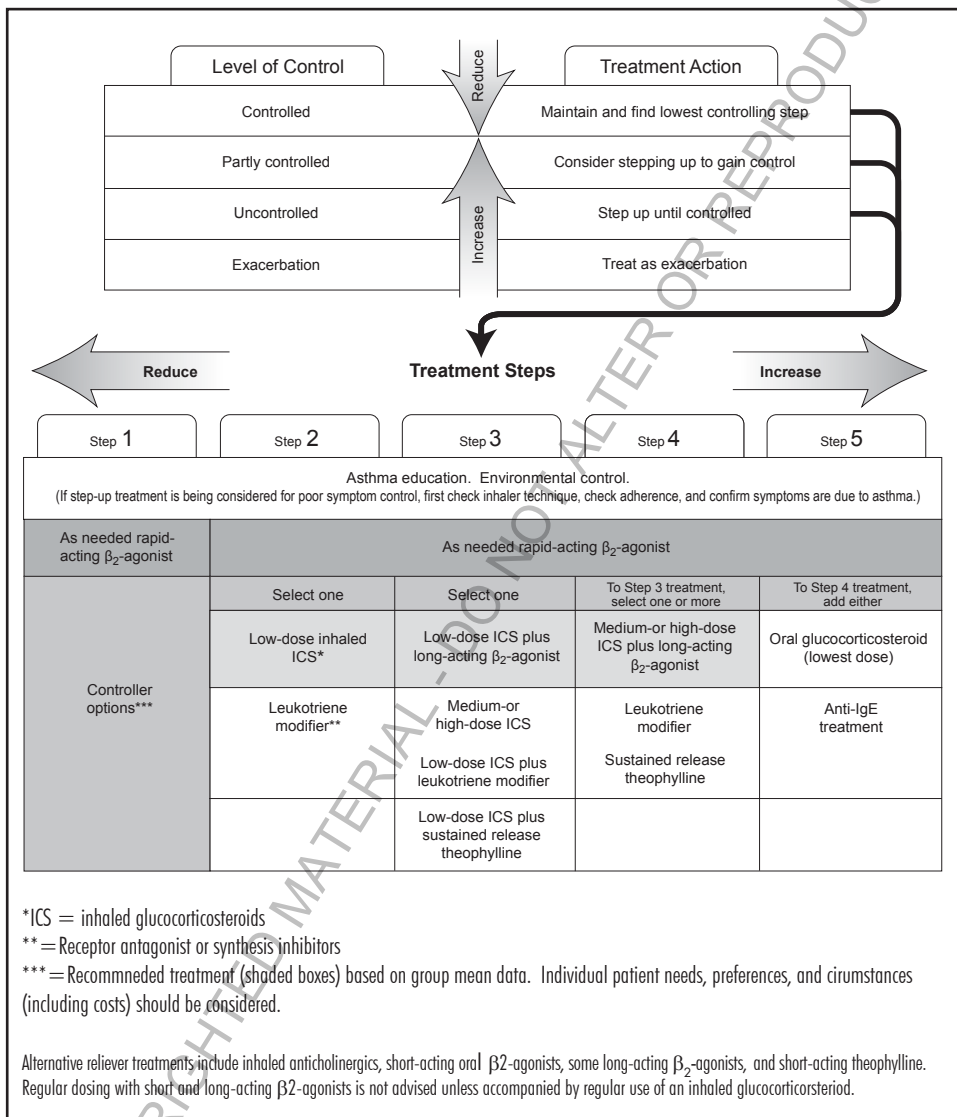 Level of Control
Treatment Action
Reduce
Controlled
Maintain and find lowest controlling step
Partly controlled
Consider stepping up to gain control
Increase
Uncontrolled
Step up until controlled
Exacerbation
Treat as exacerbation
Reduce
Treatment Steps
Increase
Step 1
Step 2
Step 3
Step 4
Step 5
Asthma education. Environmental control.
(If step-up treatment is being considered for poor symptom control, first check inhaler technique, check adherence, and confirm symptoms are due to asthma.)
As needed rapid-
acting β₂-agonist
As needed rapid-acting β₂-agonist
Controller
options***
Select one
Select one
To Step 3 treatment,
select one or more
To Step 4 treatment,
add either
Low-dose inhaled
ICS*
Low-dose ICS plus
long-acting β₂-agonist
Medium-or high-dose
ICS plus long-acting
β₂-agonist
Oral glucocorticosteroid
(lowest dose)
Leukotriene
modifier**
Medium-or
high-dose ICS
Leukotriene
modifier
Anti-IgE
treatment
Low-dose ICS plus
leukotriene modifier
Sustained release
theophylline
Low-dose ICS plus
sustained release
theophylline
*ICS = inhaled glucocorticosteroids
**=Receptor antagonist or synthesis inhibitors
***=Recommneded treatment (shaded boxes) based on group mean data. Individual patient needs, preferences, and cirumstances
(including costs) should be considered.
Alternative reliever treatments include inhaled anticholinergics, short-acting oral β2-agonists, some long-acting β₂-agonists, and short-acting theophylline.
Regular dosing with short and long-acting β2-agonists is not advised unless accompanied by regular use of an inhaled glucocorticorsteriod.
MATERIAL - DO NOT ALTER OR